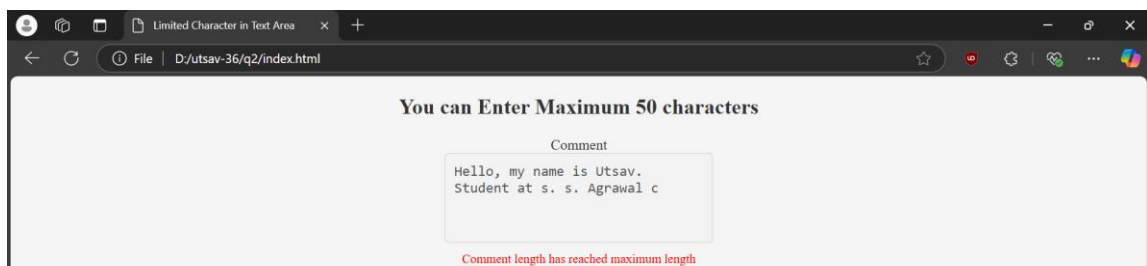 Limited Character in Text Area
File | D:/utsav-36/q2/index.html
You can Enter Maximum 50 characters
Comment
Hello, my name is Utsav.
Student at s. s. Agrawal c
Comment length has reached maximum length